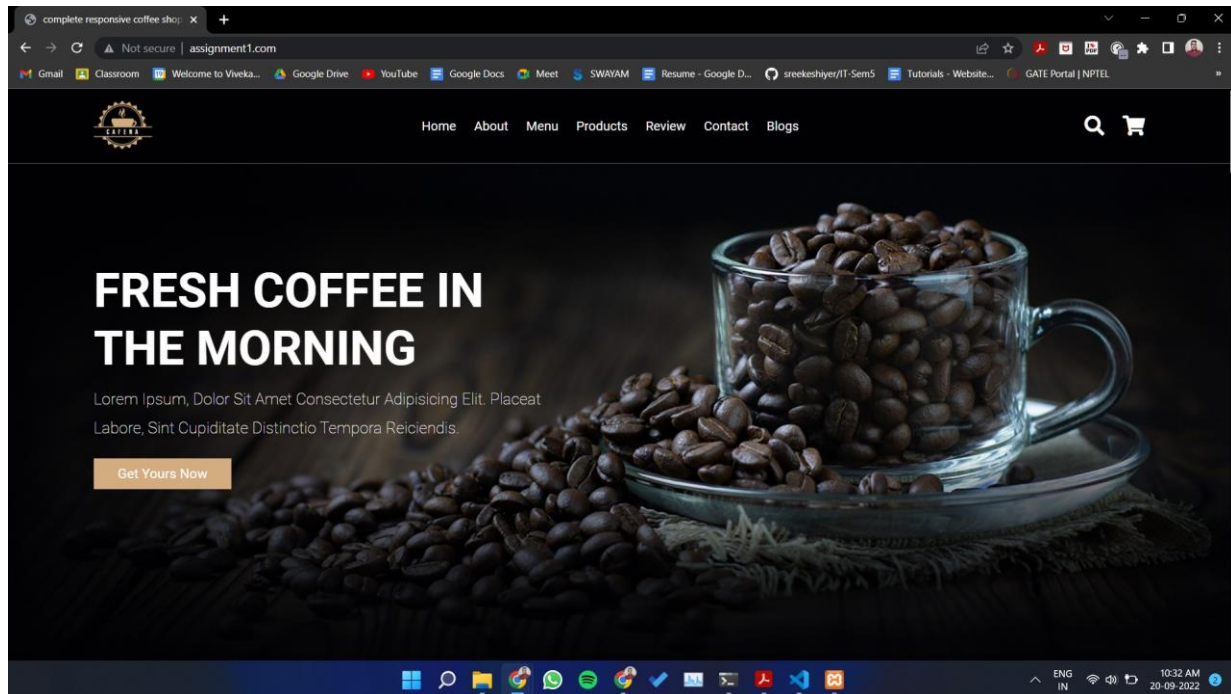 complete responsive coffee shop
Not secure | assignment1.com
Gmail Classroom Welcome to Viveka... Google Drive YouTube Google Docs Meet SWAYAM Resume - Google D... sreekeshiyer/IT-Sem5 Tutorials - Website... GATE Portal | NPTEL »
CAFENA
Home About Menu Products Review Contact Blogs
FRESH COFFEE IN
THE MORNING
Lorem Ipsum, Dolor Sit Amet Consectetur Adipisicing Elit. Placeat
Labore, Sint Cupiditate Distinctio Tempora Reiciendis.
Get Yours Now
ENG
IN
10:32 AM
20-09-2022
2